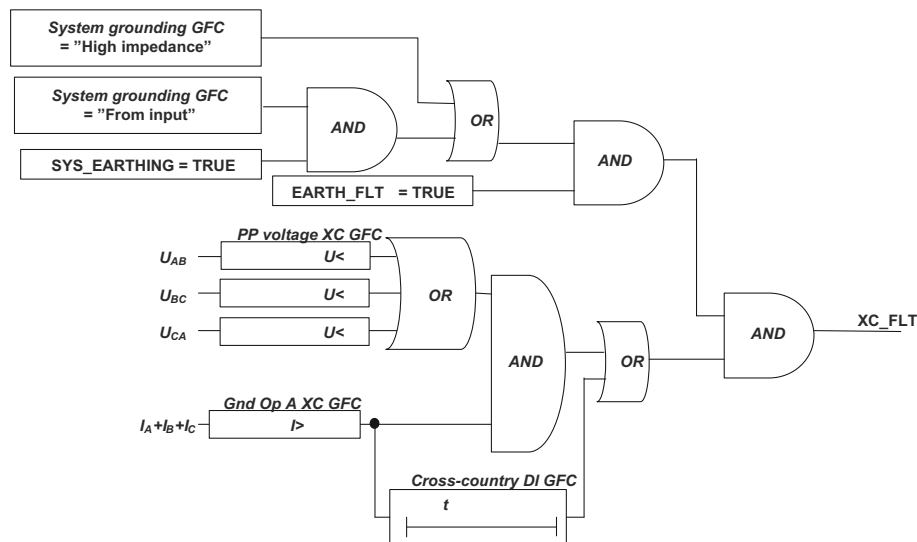 System grounding GFC
= ”High impedance”
System grounding GFC
= ”From input”
AND
OR
SYS_EARTHING = TRUE
AND
EARTH_FLT = TRUE
PP voltage XC GFC
UAB
U<
UBC
U<
UCA
U<
OR
AND
OR
AND
XC_FLT
Gnd Op A XC GFC
IA+IB+IC
I>
Cross-country DI GFC
t